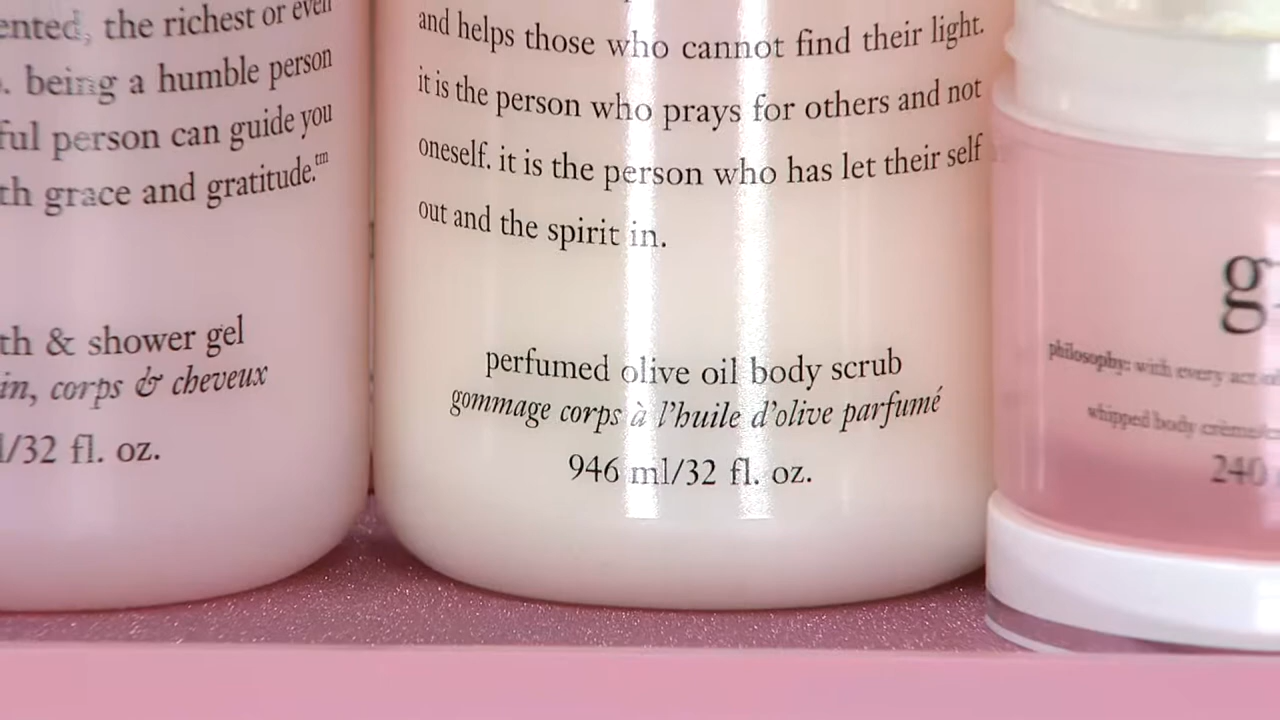 the richest or even
. being a humble person
ful person can guide you
th grace and gratitude.™
th & shower gel
in, corps & cheveux
l/32 fl. oz.
and helps those who cannot find their light.
it is the person who prays for others and not
oneself. it is the person who has let their self
out and the spirit in.
perfumed olive oil body scrub
gommage corps à l'huile d'olive parfumé
946 ml/32 fl. oz.
g
philosophy: with every
whipped body crème
240